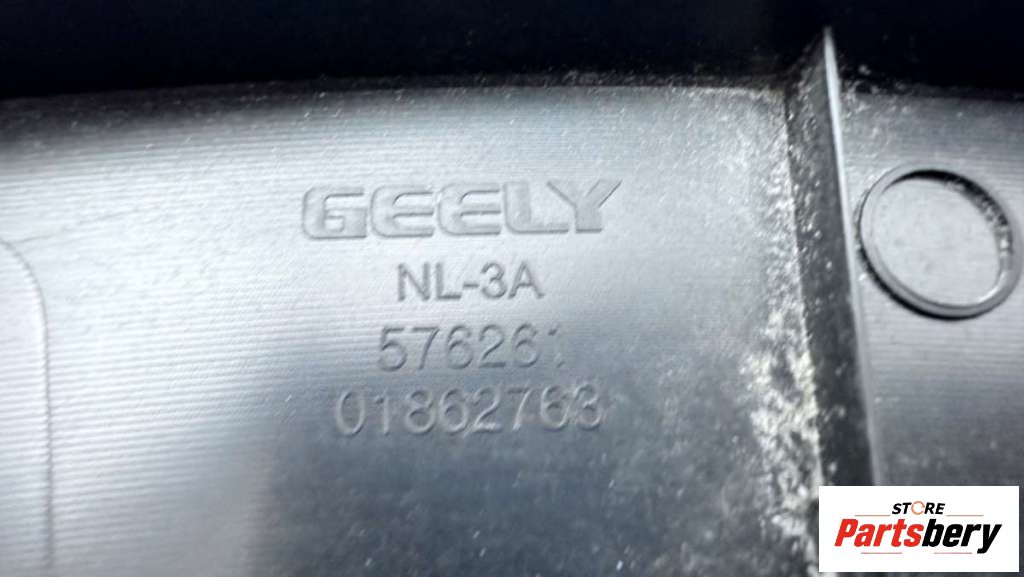 GEELY
NL-3A
576261
01862763
STORE
Partsbery